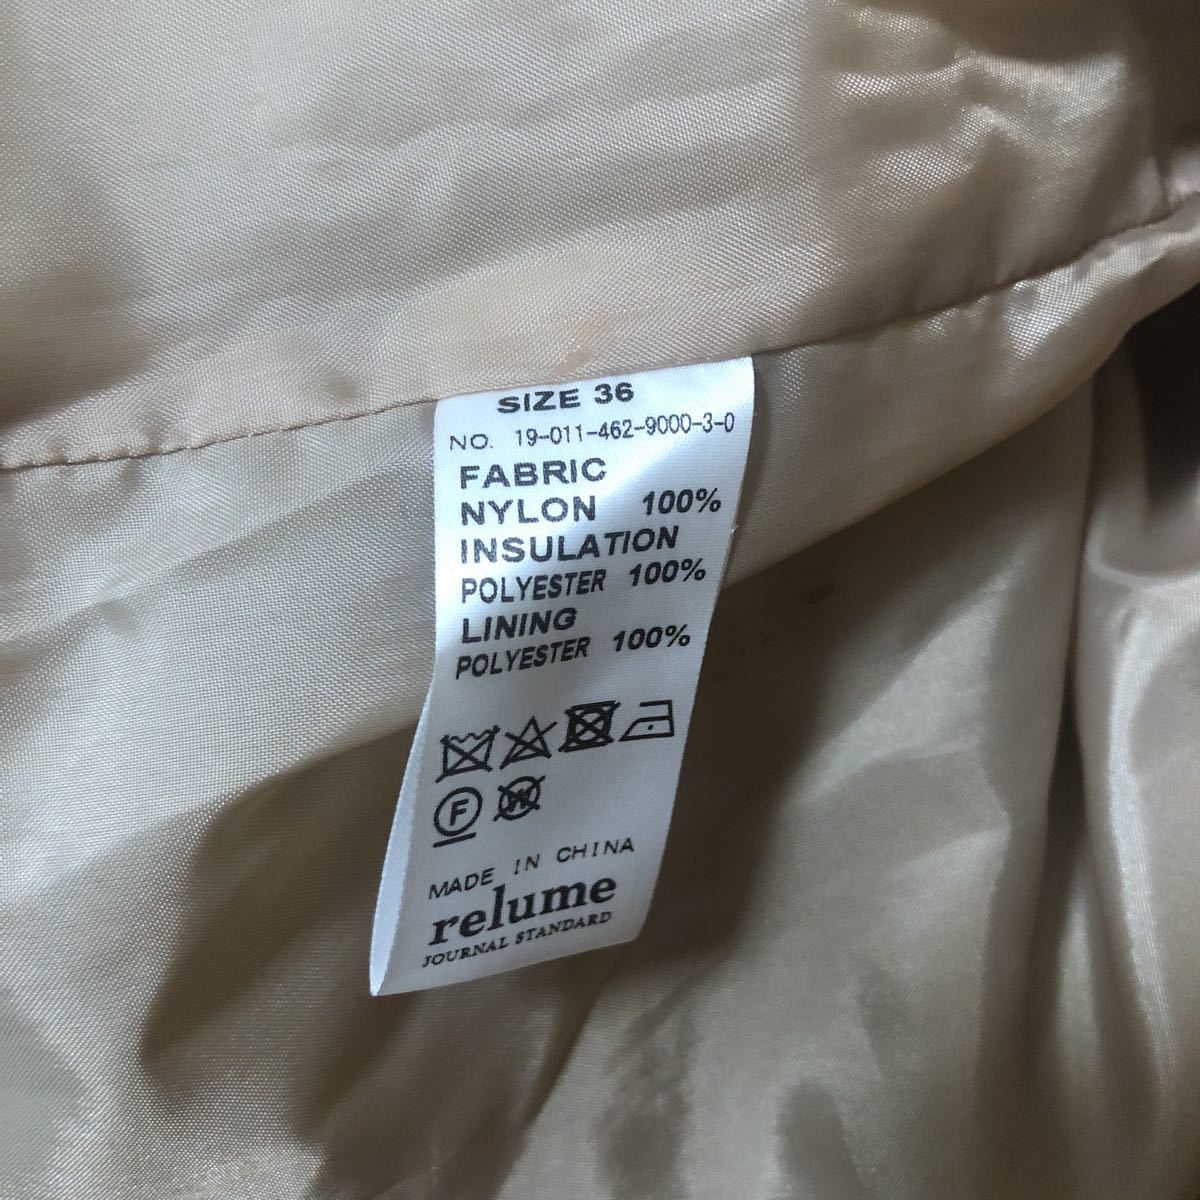 SIZE 36
NO. 19-011-462-9000-3-0
FABRIC
NYLON 100%
INSULATION
POLYESTER 100%
LINING
POLYESTER 100%
F W
MADE IN CHINA
relume
JOURNAL STANDARD